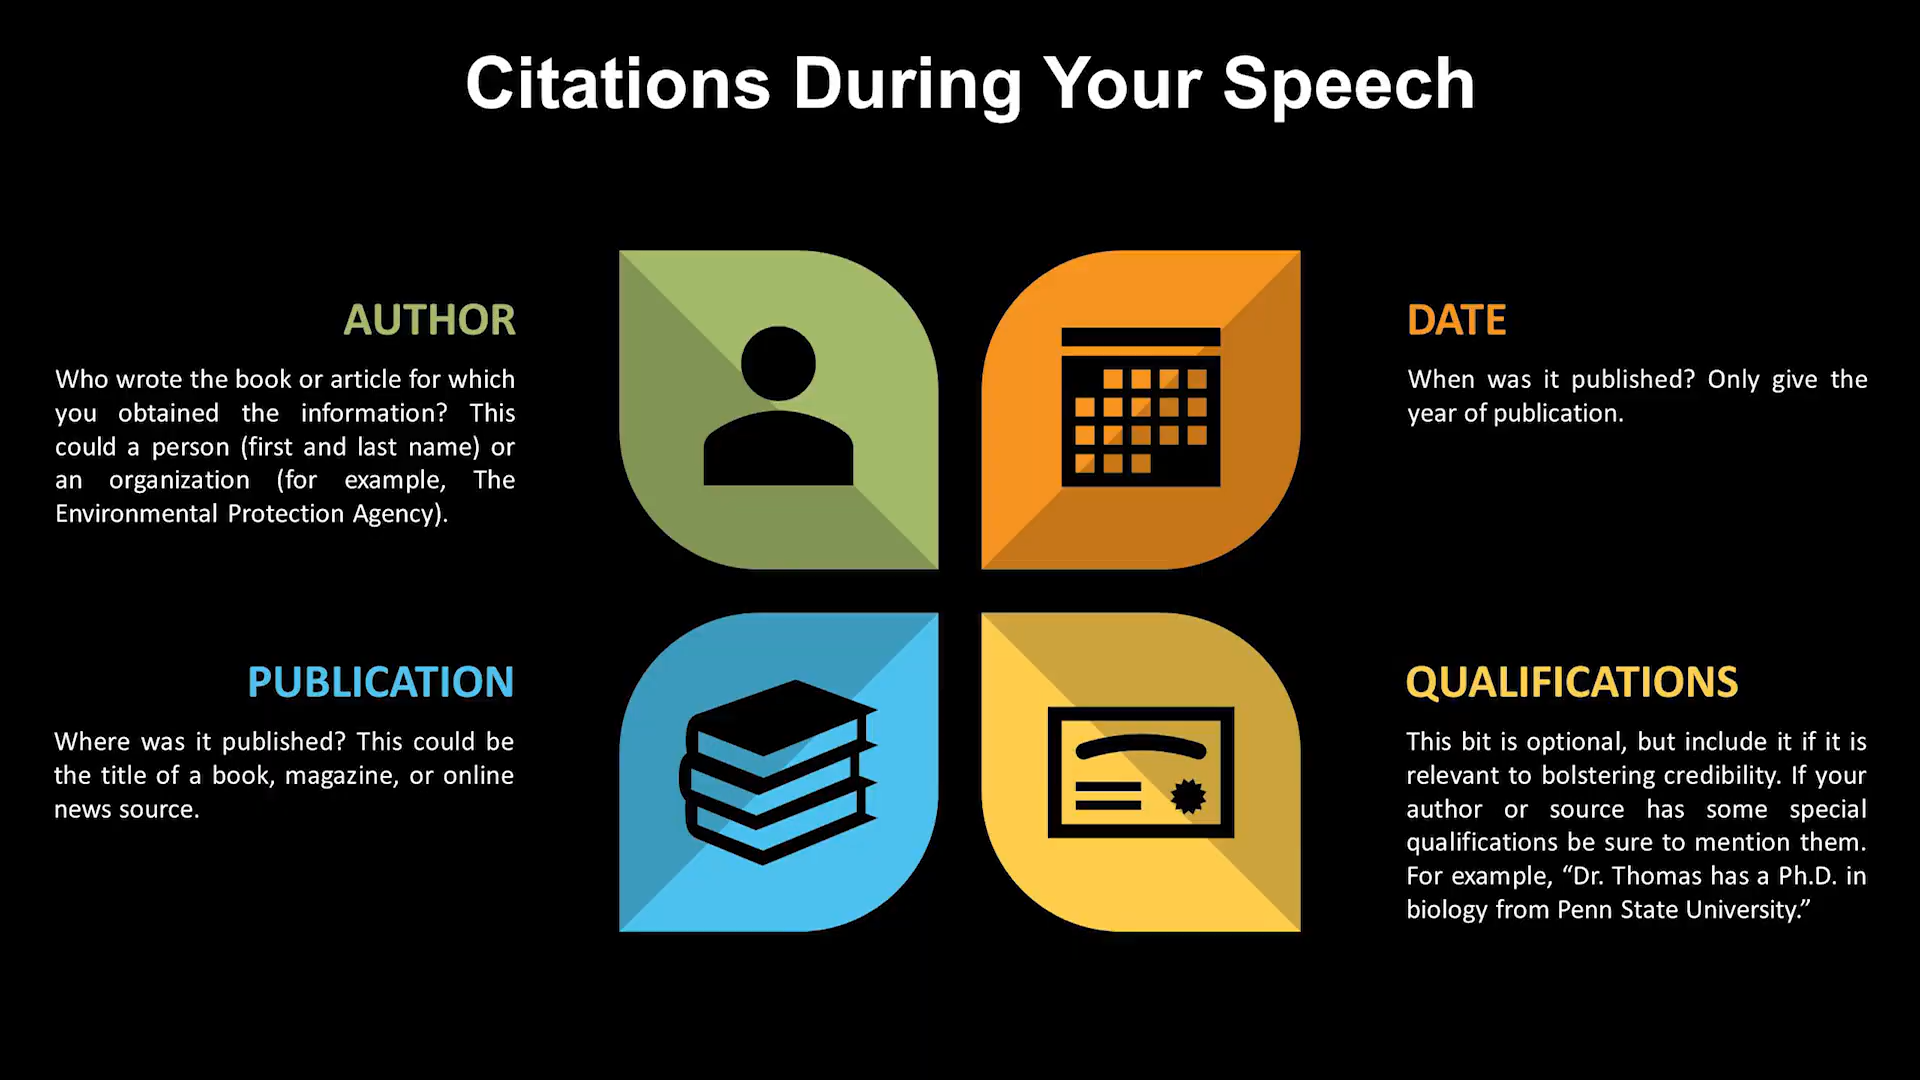 Citations During Your Speech
AUTHOR
Who wrote the book or article for which
you obtained the information? This
could a person (first and last name) or
an organization (for example, The
Environmental Protection Agency).
DATE
When was it published? Only give the
year of publication.
PUBLICATION
Where was it published? This could be
the title of a book, magazine, or online
news source.
QUALIFICATIONS
This bit is optional, but include it if it is
relevant to bolstering credibility. If your
author or source has some special
qualifications be sure to mention them.
For example, “Dr. Thomas has a Ph.D. in
biology from Penn State University.”